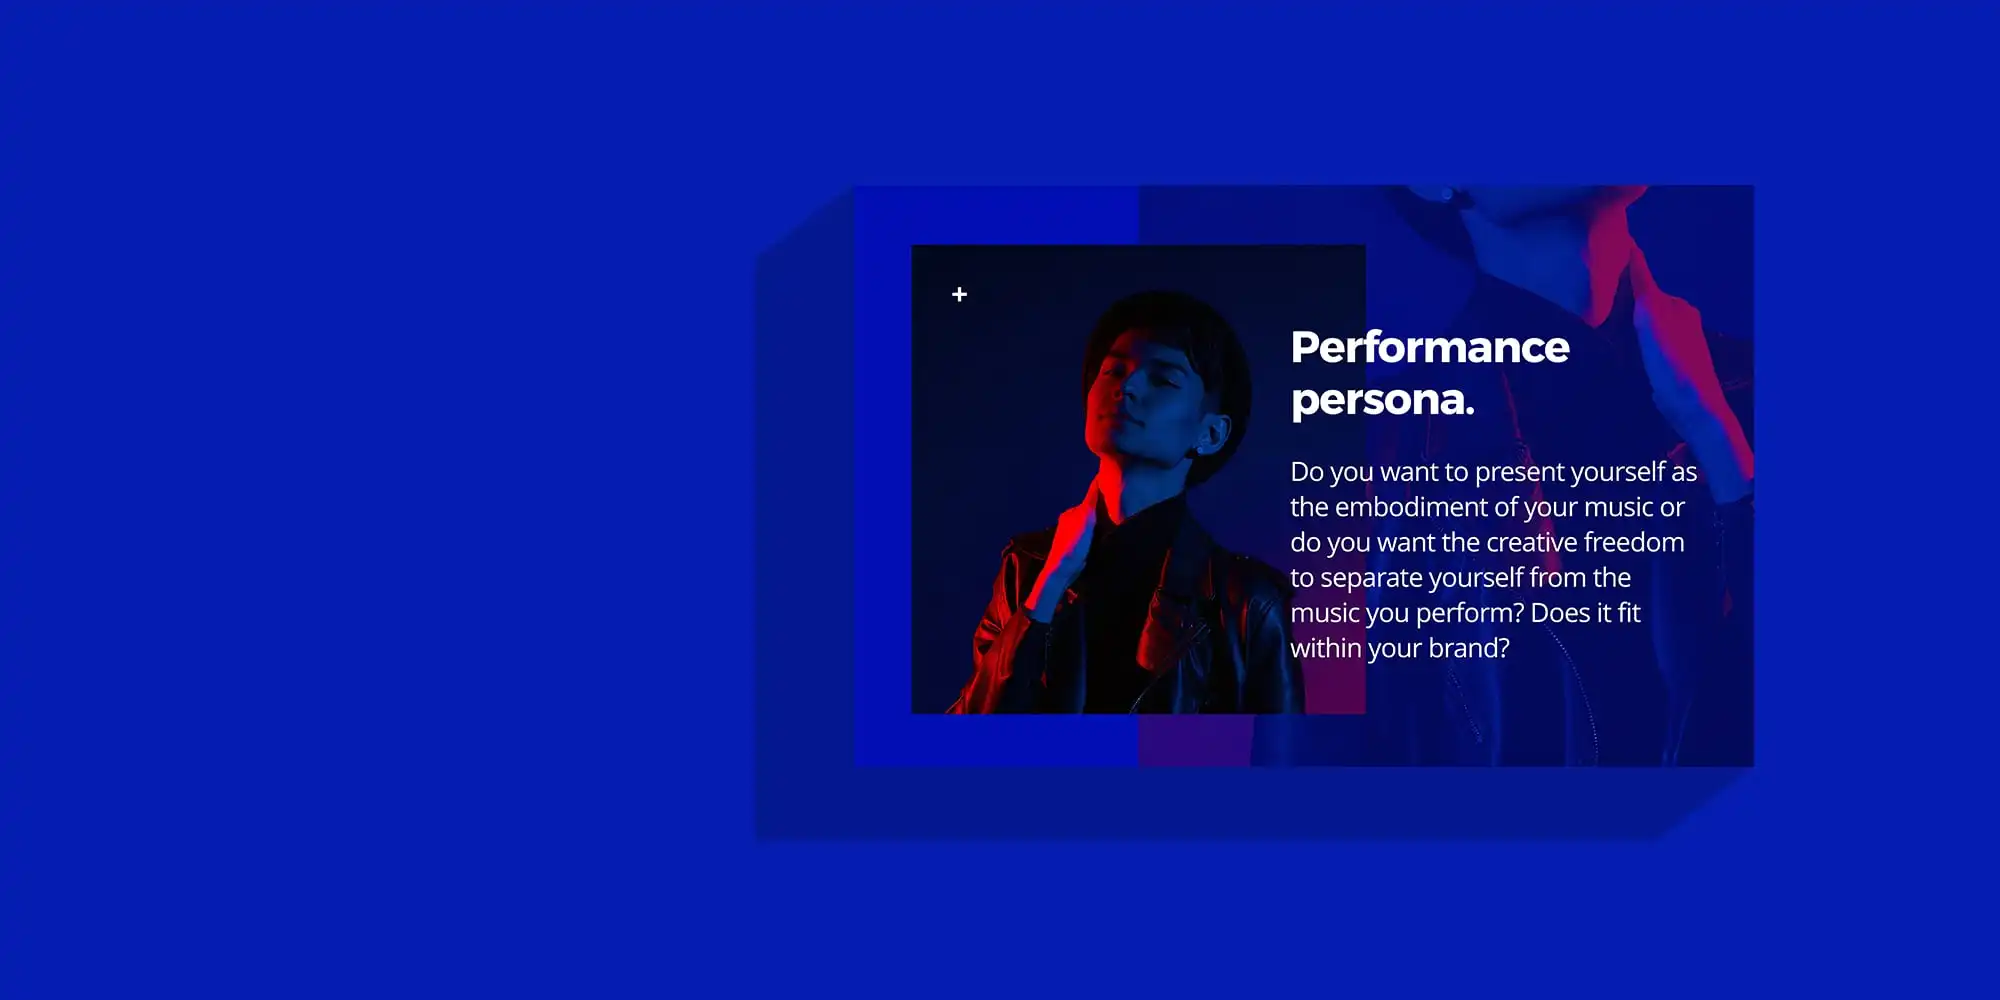 +
Performance
persona.
Do you want to present yourself as
the embodiment of your music or
do you want the creative freedom
to separate yourself from the
music you perform? Does it fit
within your brand?